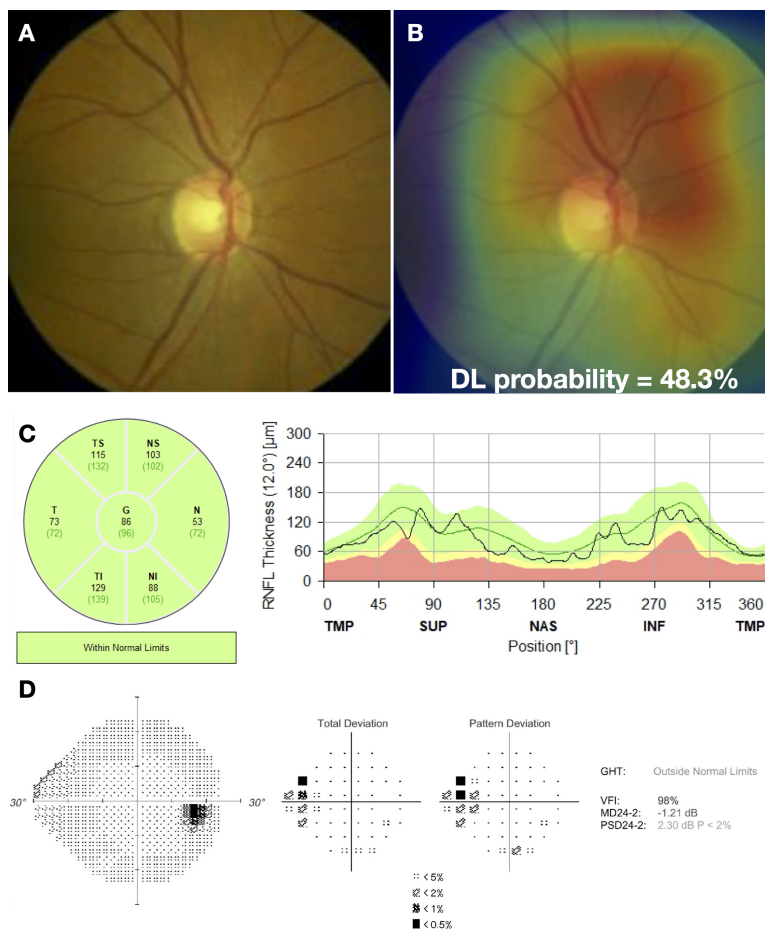 A
B
DL probability = 48.3%
C
TS
115
(132)
NS
103
(102)
T
73
(72)
G
86
(96)
N
53
(72)
TI
129
(139)
NI
88
(105)
Within Normal Limits
RNFL Thickness (12.0°) [µm]
300
240
180
120
60
0
0 45 90 135 180 225 270 315 360
TMP SUP NAS INF TMP
Position [°]
D
30° 30°
Total Deviation
Pattern Deviation
GHT: Outside Normal Limits
VFI: 98%
MD24-2: -1.21 dB
PSD24-2: 2.30 dB P < 2%
< 5%
< 2%
< 1%
< 0.5%